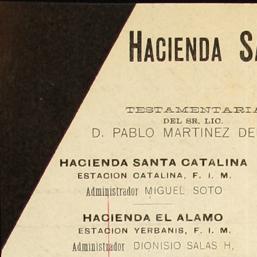 HACIENDA SA
TESTAMENTARIA
DEL SR. LIC.
D. PABLO MARTINEZ DE
HACIENDA SANTA CATALINA
ESTACION CATALINA, F. I. M.
Administrador MIGUEL SOTO
HACIENDA EL ALAMO
ESTACION YERBANIS, F. I. M.
Administrador DIONISIO SALAS H,